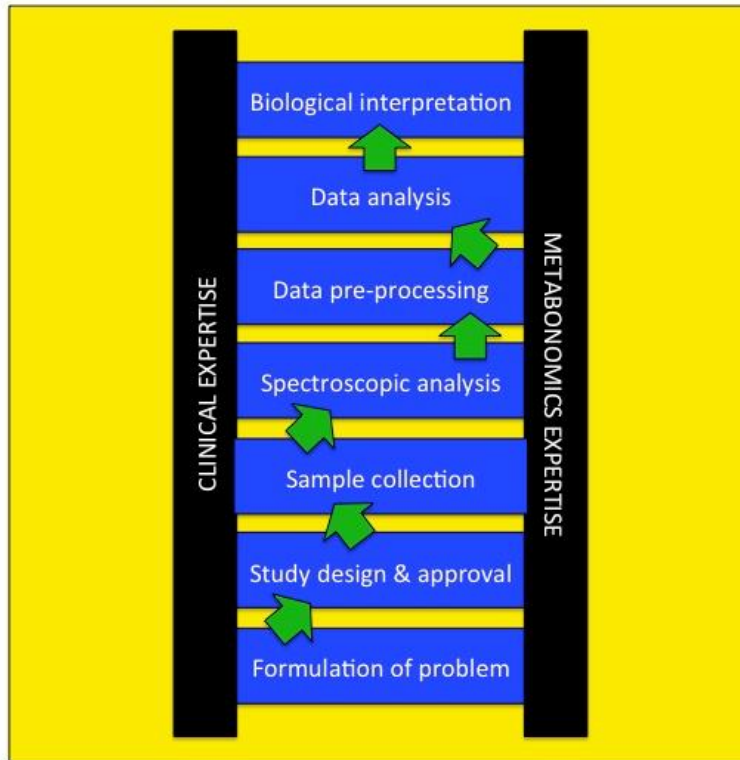 Biological interpretation
Data analysis
Data pre-processing
Spectroscopic analysis
Sample collection
Study design & approval
Formulation of problem
CLINICAL EXPERTISE
METABONOMICS EXPERTISE